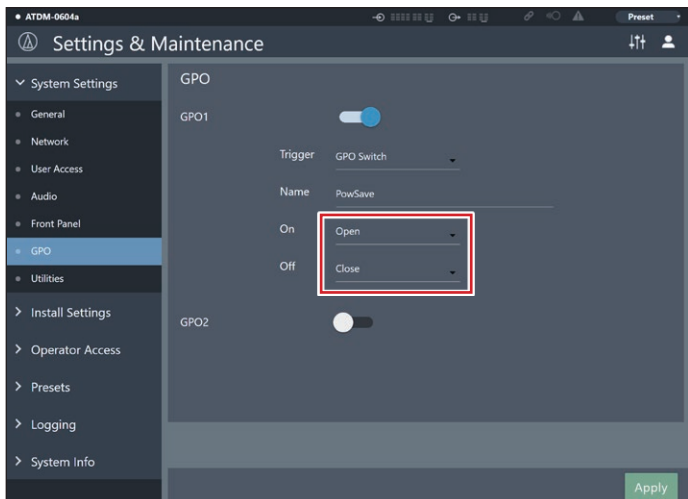 ATDM-0604a
Preset
Settings & Maintenance
System Settings
General
Network
User Access
Audio
Front Panel
GPO
Utilities
Install Settings
Operator Access
Presets
Logging
System Info
GPO
GPO1
Trigger GPO Switch
Name PowSave
On Open
Off Close
GPO2
Apply